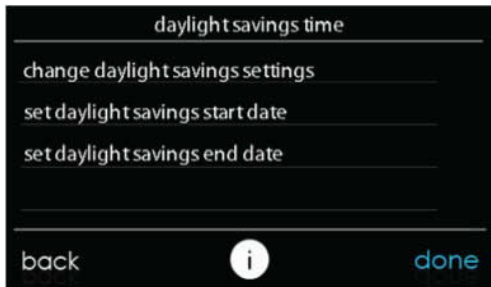 daylight savings time
change daylight savings settings
set daylight savings start date
set daylight savings end date
back i done